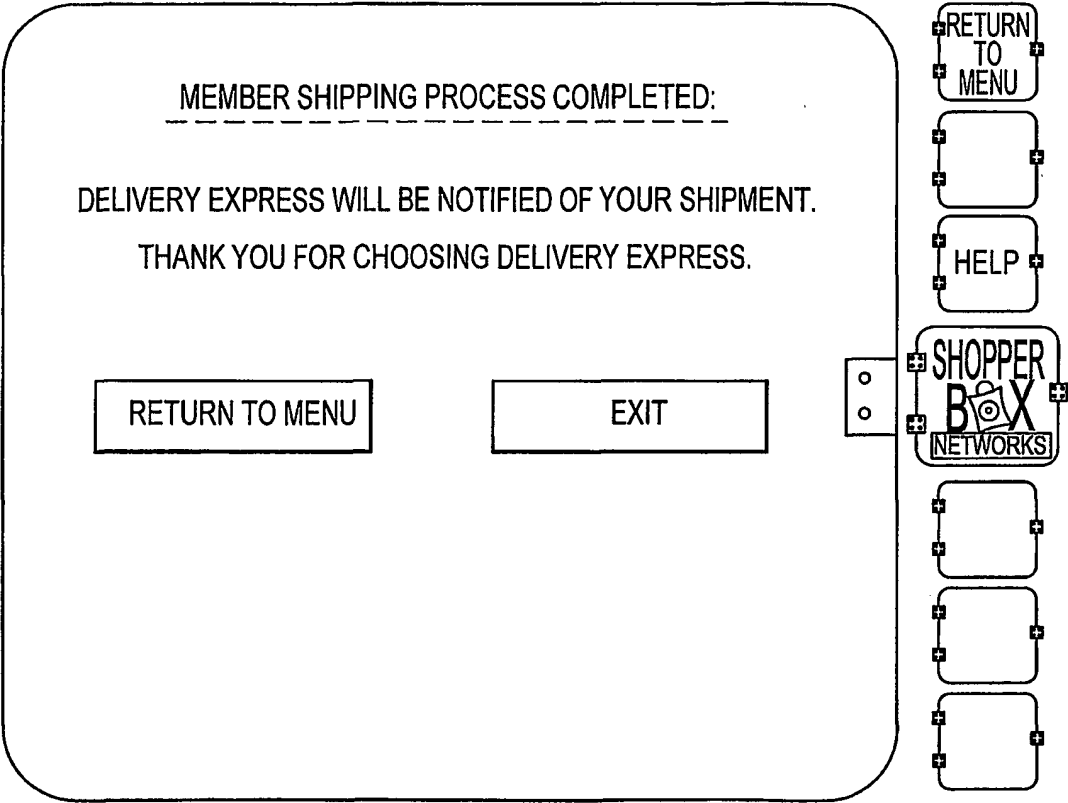 MEMBER SHIPPING PROCESS COMPLETED:
DELIVERY EXPRESS WILL BE NOTIFIED OF YOUR SHIPMENT.
THANK YOU FOR CHOOSING DELIVERY EXPRESS.
RETURN TO MENU
EXIT
RETURN
TO
MENU
HELP
SHOPPER
BOX
NETWORKS